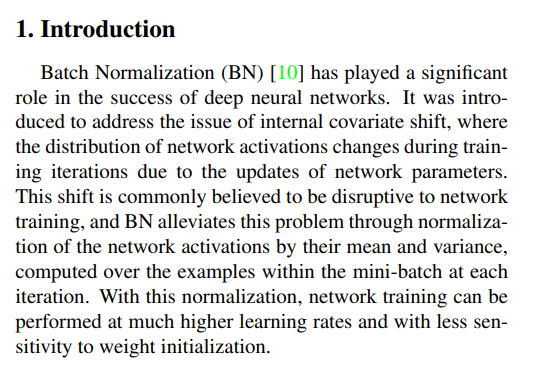 1. Introduction
Batch Normalization (BN) [10] has played a significant
role in the success of deep neural networks. It was intro-
duced to address the issue of internal covariate shift, where
the distribution of network activations changes during train-
ing iterations due to the updates of network parameters.
This shift is commonly believed to be disruptive to network
training, and BN alleviates this problem through normaliza-
tion of the network activations by their mean and variance,
computed over the examples within the mini-batch at each
iteration. With this normalization, network training can be
performed at much higher learning rates and with less sen-
sitivity to weight initialization.